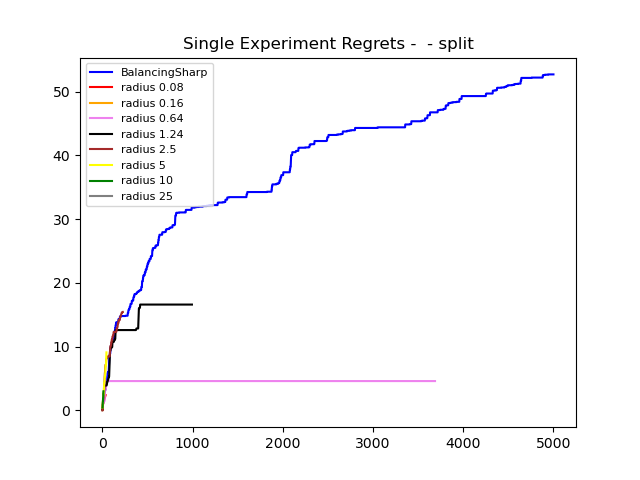 Single Experiment Regrets -  - split
BalancingSharp
radius 0.08
radius 0.16
radius 0.64
radius 1.24
radius 2.5
radius 5
radius 10
radius 25
50
40
30
20
10
0
0 1000 2000 3000 4000 5000